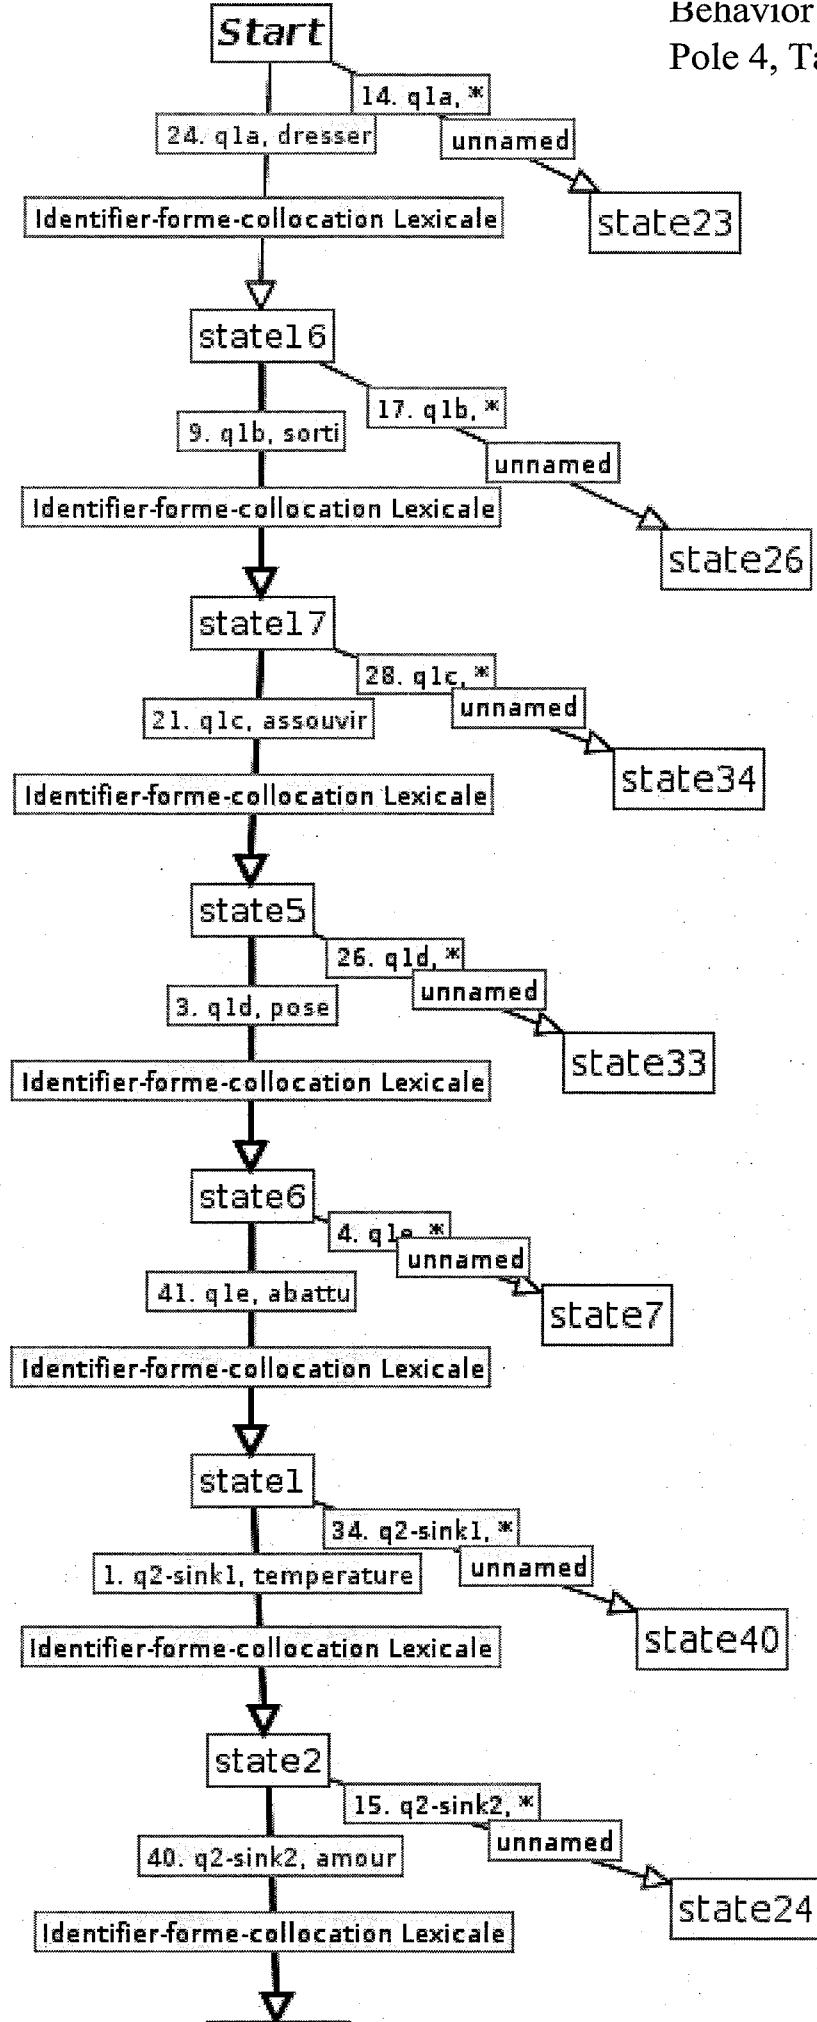 Behavior
Pole 4, Ta
Start
14. q1a, *
24. q1a, dresser
unnamed
Identifier-forme-collocation Lexicale
state23
state16
17. q1b, *
9. q1b, sorti
unnamed
Identifier-forme-collocation Lexicale
state26
state17
28. q1c, *
21. q1c, assouvir
unnamed
state34
Identifier-forme-collocation Lexicale
state5
26. q1d, *
3. q1d, pose
unnamed
state33
Identifier-forme-collocation Lexicale
state6
4. q1e, *
unnamed
41. q1e, abattu
state7
Identifier-forme-collocation Lexicale
state1
34. q2-sink1, *
1. q2-sink1, temperature
unnamed
state40
Identifier-forme-collocation Lexicale
state2
15. q2-sink2, *
40. q2-sink2, amour
unnamed
state24
Identifier-forme-collocation Lexicale